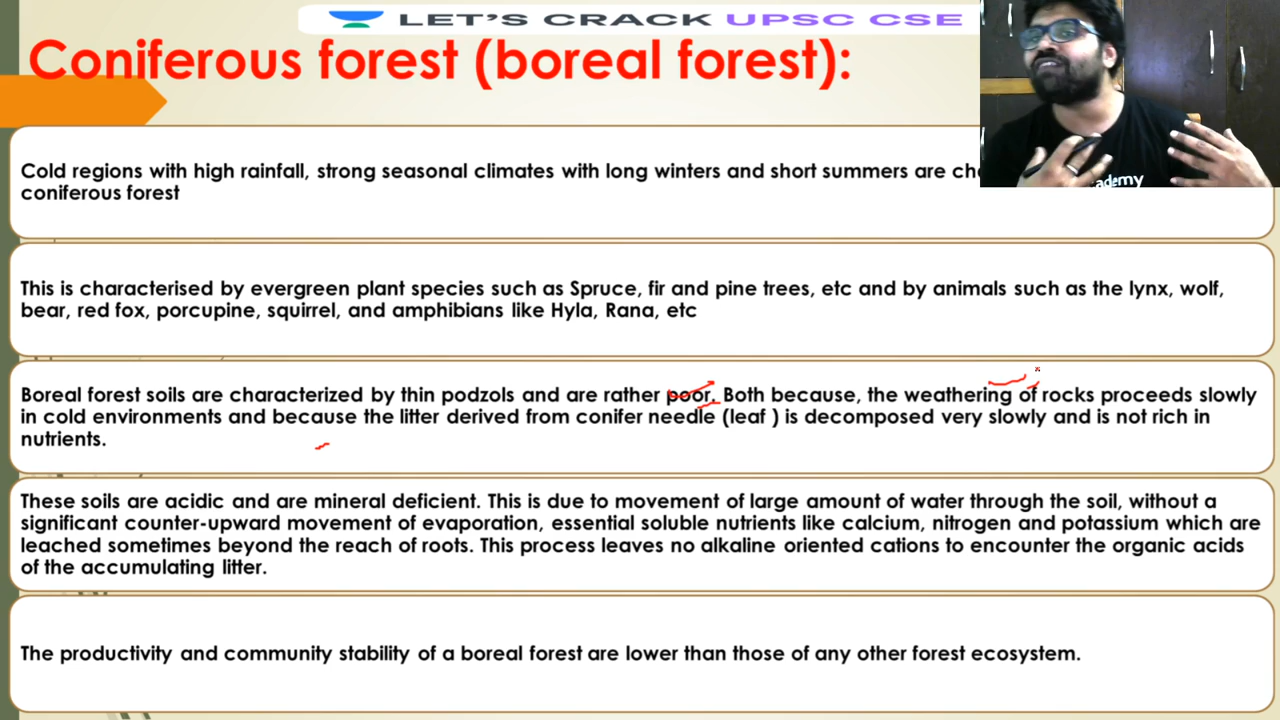 LET'S CRACK UPSC CSE
Coniferous forest (boreal forest):
Cold regions with high rainfall, strong seasonal climates with long winters and short summers are
coniferous forest
This is characterised by evergreen plant species such as Spruce, fir and pine trees, etc and by animals such as the lynx, wolf,
bear, red fox, porcupine, squirrel, and amphibians like Hyla, Rana, etc
Boreal forest soils are characterized by thin podzols and are rather poor. Both because, the weathering of rocks proceeds slowly
in cold environments and because the litter derived from conifer needle (leaf ) is decomposed very slowly and is not rich in
nutrients.
These soils are acidic and are mineral deficient. This is due to movement of large amount of water through the soil, without a
significant counter-upward movement of evaporation, essential soluble nutrients like calcium, nitrogen and potassium which are
leached sometimes beyond the reach of roots. This process leaves no alkaline oriented cations to encounter the organic acids
of the accumulating litter.
The productivity and community stability of a boreal forest are lower than those of any other forest ecosystem.